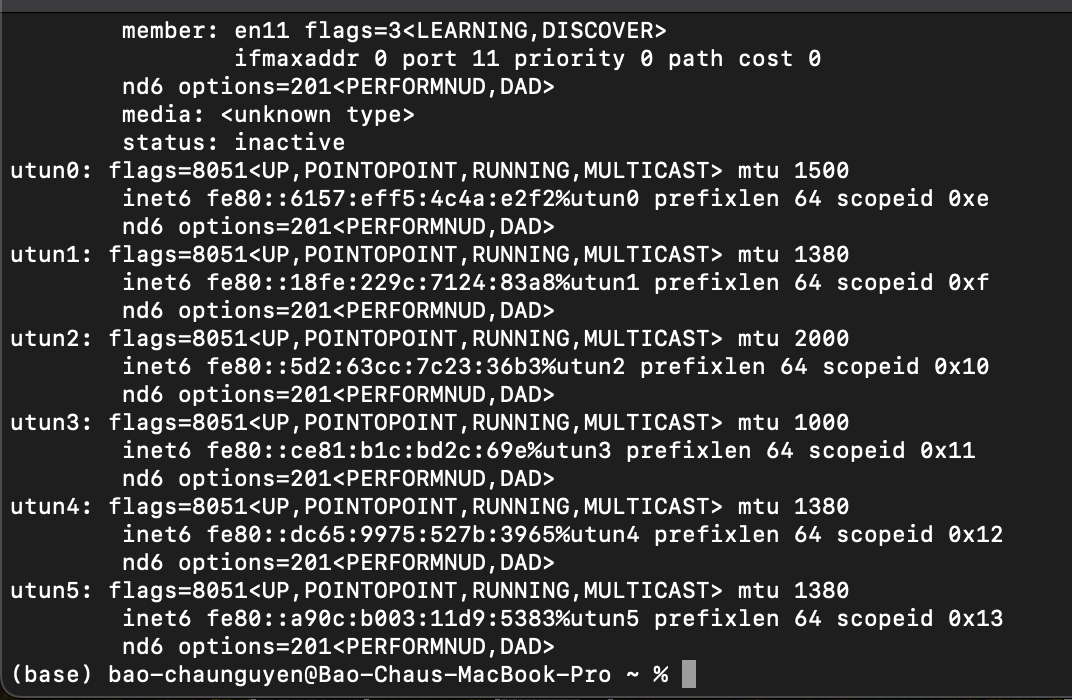 member: en11 flags=3<LEARNING,DISCOVER>
ifmaxaddr 0 port 11 priority 0 path cost 0
nd6 options=201<PERFORMNUD,DAD>
media: <unknown type>
status: inactive
utun0: flags=8051<UP,POINTOPOINT,RUNNING,MULTICAST> mtu 1500
inet6 fe80::6157:eff5:4c4a:e2f2%utun0 prefixlen 64 scopeid 0xe
nd6 options=201<PERFORMNUD,DAD>
utun1: flags=8051<UP,POINTOPOINT,RUNNING,MULTICAST> mtu 1380
inet6 fe80::18fe:229c:7124:83a8%utun1 prefixlen 64 scopeid 0xf
nd6 options=201<PERFORMNUD,DAD>
utun2: flags=8051<UP,POINTOPOINT,RUNNING,MULTICAST> mtu 2000
inet6 fe80::5d2:63cc:7c23:36b3%utun2 prefixlen 64 scopeid 0x10
nd6 options=201<PERFORMNUD,DAD>
utun3: flags=8051<UP,POINTOPOINT,RUNNING,MULTICAST> mtu 1000
inet6 fe80::ce81:b1c:bd2c:69e%utun3 prefixlen 64 scopeid 0x11
nd6 options=201<PERFORMNUD,DAD>
utun4: flags=8051<UP,POINTOPOINT,RUNNING,MULTICAST> mtu 1380
inet6 fe80::dc65:9975:527b:3965%utun4 prefixlen 64 scopeid 0x12
nd6 options=201<PERFORMNUD,DAD>
utun5: flags=8051<UP,POINTOPOINT,RUNNING,MULTICAST> mtu 1380
inet6 fe80::a90c:b003:11d9:5383%utun5 prefixlen 64 scopeid 0x13
nd6 options=201<PERFORMNUD,DAD>
(base) bao-chaunguyen@Bao-Chaus-MacBook-Pro ~ %